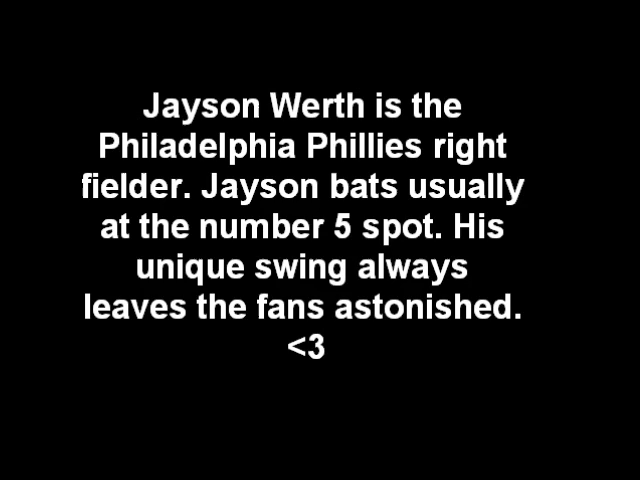 Jayson Werth is the
Philadelphia Phillies right
fielder. Jayson bats usually
at the number 5 spot. His
unique swing always
leaves the fans astonished.
<3